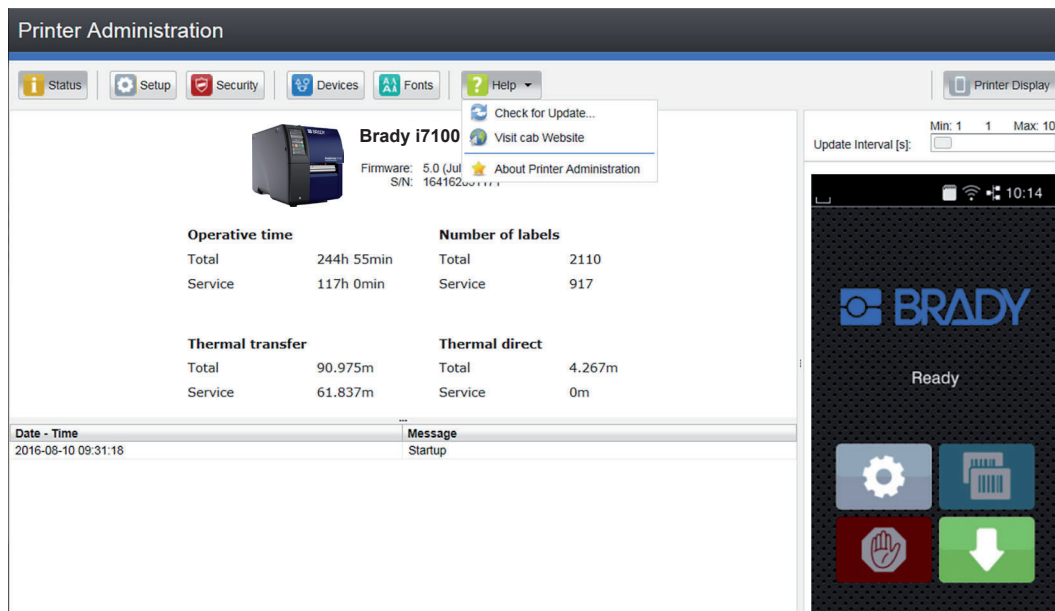 Printer Administration
Status Setup Security Devices Fonts Help Printer Display
Check for Update...
Visit cab Website
About Printer Administration
Min: 1 1 Max: 10
Update Interval [s]:
Brady i7100
Firmware: 5.0 (Jul
S/N:
10:14
Operative time Number of labels
Total 244h 55min Total 2110
Service 117h 0min Service 917
Thermal transfer Thermal direct
Total 90.975m Total 4.267m
Service 61.837m Service 0m
BRADY
Ready
Date - Time Message
2016-08-10 09:31:18 Startup